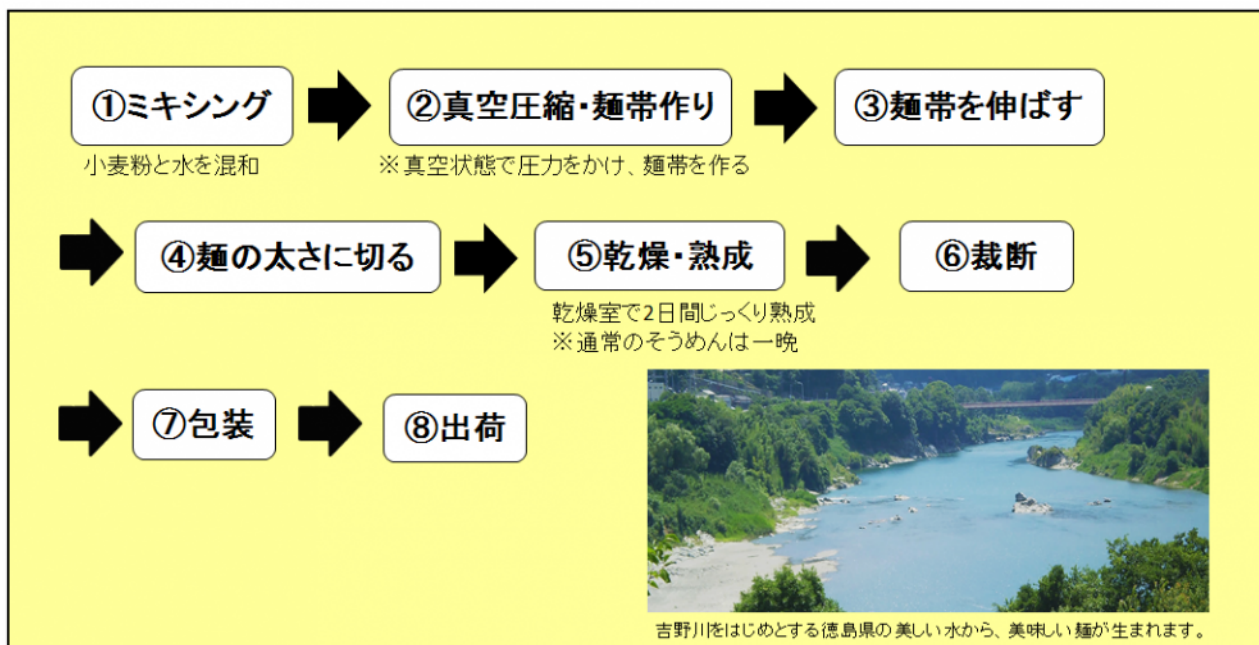 ①ミキシング
②真空圧縮・麺帯作り
③麺帯を伸ばす
小麦粉と水を混和
※真空状態で圧力をかけ、麺帯を作る
④麺の太さに切る
⑤乾燥・熟成
⑥裁断
乾燥室で2日間じっくり熟成
※通常のそうめんは一晩
⑦包装
⑧出荷
吉野川をはじめとする徳島県の美しい水から、美味しい麺が生まれます。